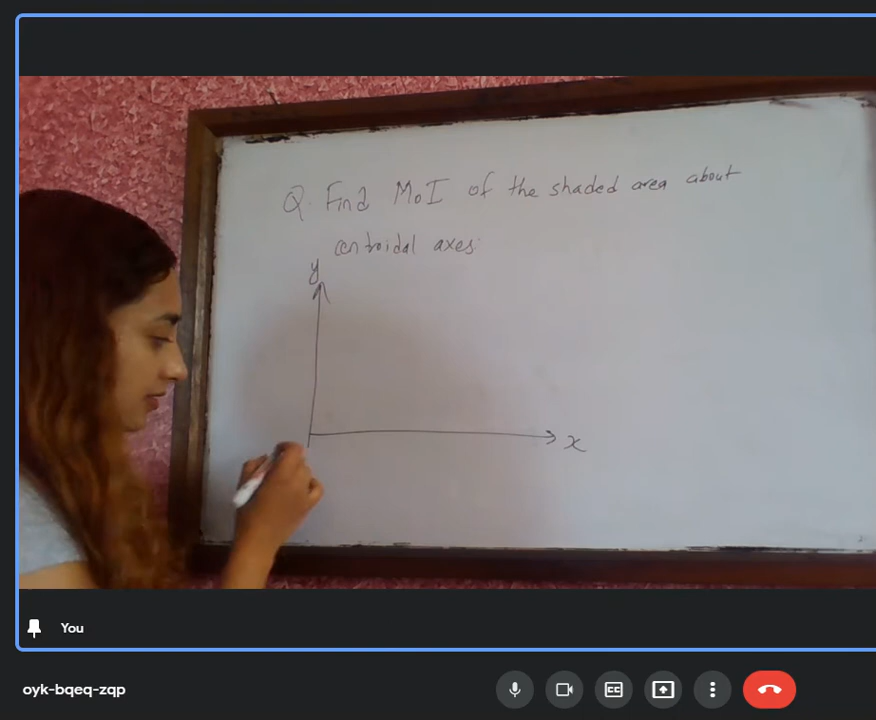 Q. Find MoI of the shaded area about
centroidal axes.
y
x
You
oyk-bqeq-zqp